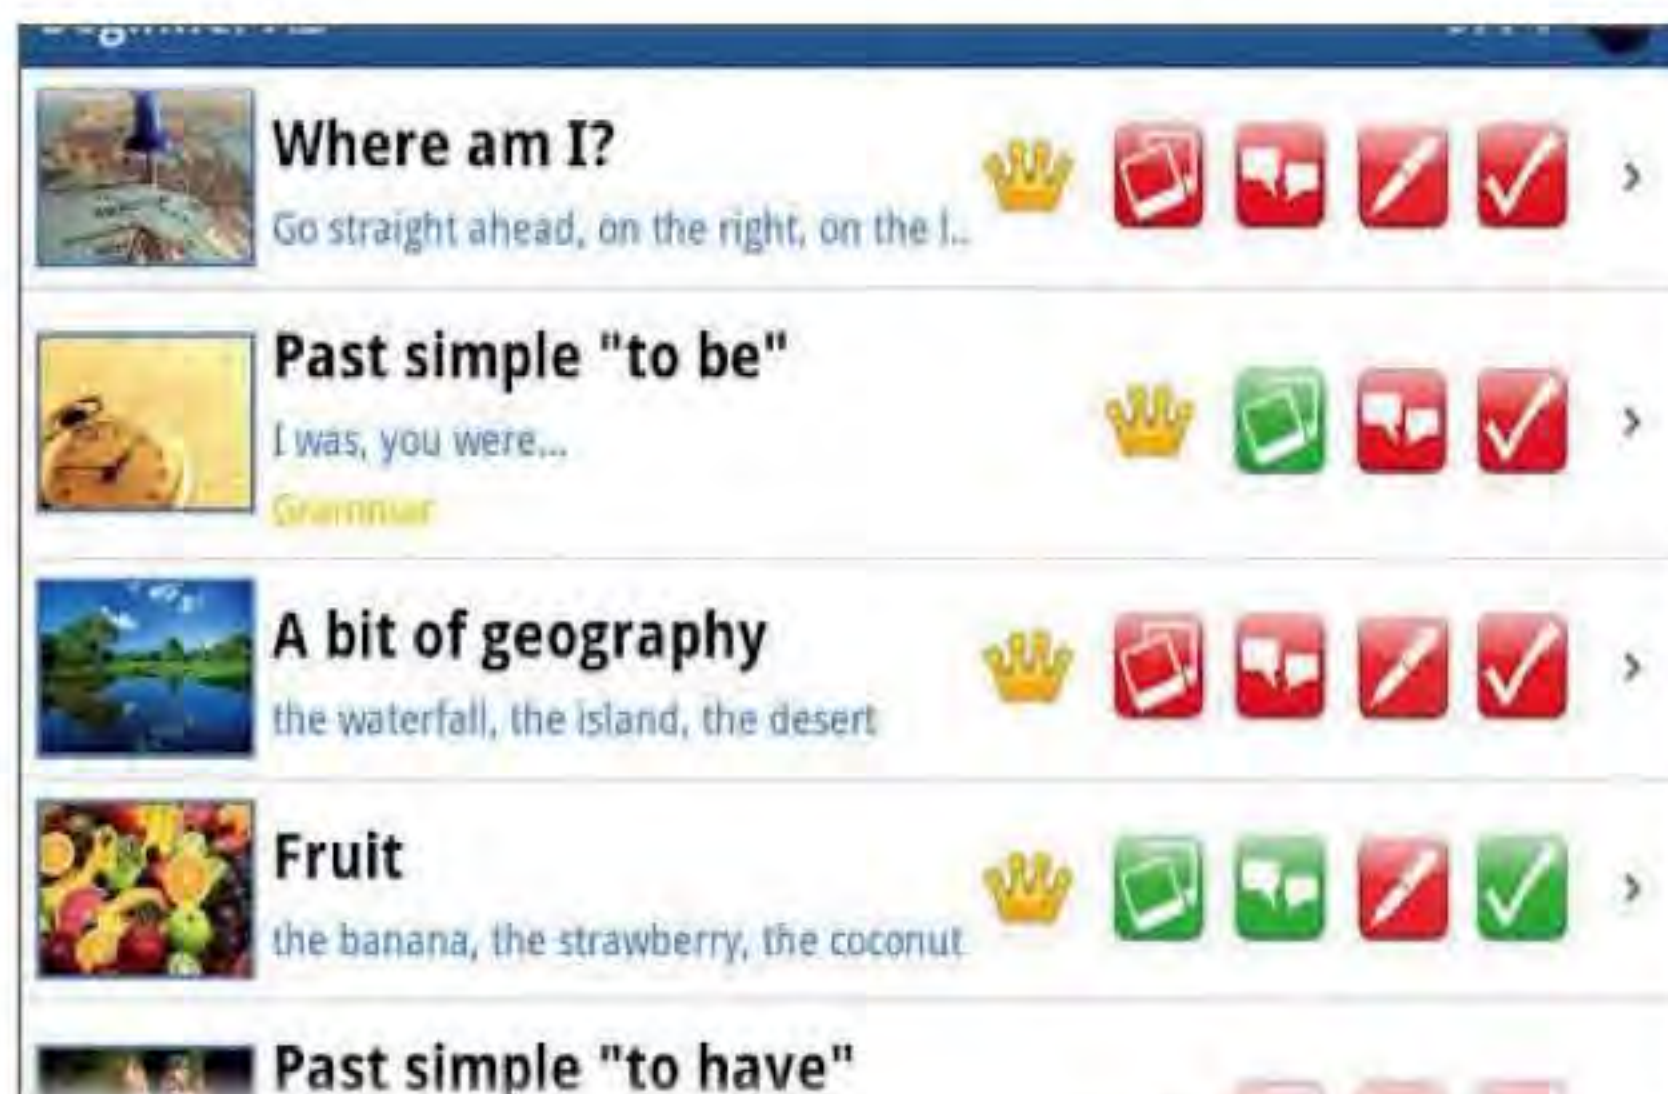 Where am I?
Go straight ahead, on the right, on the l..
Past simple "to be"
I was, you were...
Grammar
A bit of geography
the waterfall, the island, the desert
Fruit
the banana, the strawberry, the coconut
Past simple "to have"